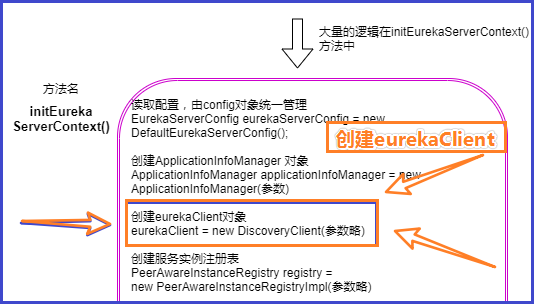 大量的逻辑在initEurekaServerContext()
方法中
方法名
initEureka
ServerContext()
读取配置，由config对象统一管理
EurekaServerConfig eurekaServerConfig = new
DefaultEurekaServerConfig();
创建eurekaClient
创建ApplicationInfoManager 对象
ApplicationInfoManager applicationInfoManager = new
ApplicationInfoManager(参数)
创建eurekaClient对象
eurekaClient = new DiscoveryClient(参数略)
创建服务实例注册表
PeerAwareInstanceRegistry registry =
new PeerAwareInstanceRegistryImpl(参数略)